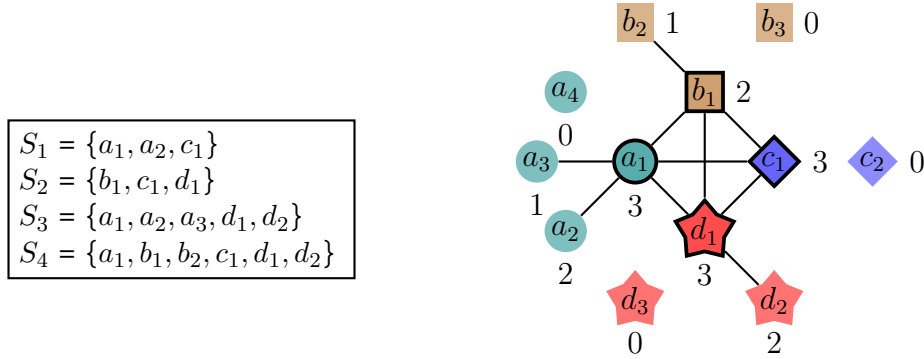 S₁ = {a₁, a₂, c₁}
S₂ = {b₁, c₁, d₁}
S₃ = {a₁, a₂, a₃, d₁, d₂}
S₄ = {a₁, b₁, b₂, c₁, d₁, d₂}
b₂ 1 b₃ 0
a₄ b₁ 2
0
a₃ a₁ c₁ 3 c₂ 0
1 3
a₂ d₁
2 3
d₃ d₂
0 2